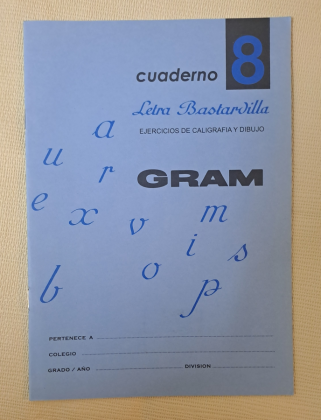 cuaderno 8
Letra Bastardilla
EJERCICIOS DE CALIGRAFIA Y DIBUJO
a
u r
GRAM
e x v m
i s
b o p
PERTENECE A
COLEGIO
GRADO / AÑO DIVISION